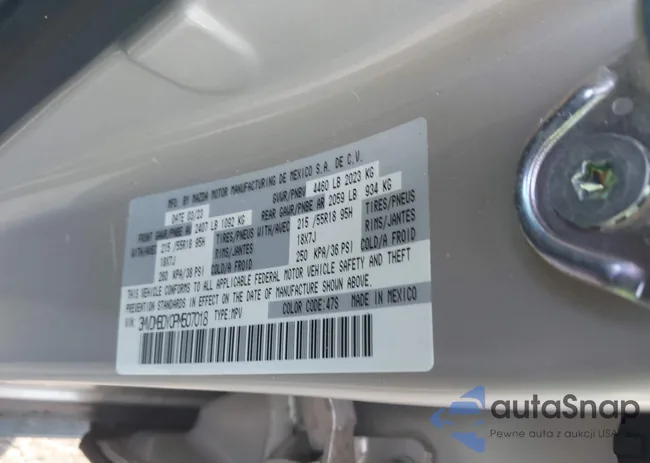 MFG. BY MAZDA MOTOR MANUFACTURING DE MEXICO S.A. DE C.V.
DATE 03/23 GVWR/PNBV 4460 LB 2023 KG
FRONT GAWR/PNBE AV 2407 LB 1092 KG REAR GAWR/PNBE AR 2059 LB 934 KG
WITH/AVEC 215 /55R18 95H TIRES/PNEUS WITH/AVEC 215 /55R18 95H TIRES/PNEUS
18X7J RIMS/JANTES 18X7J RIMS/JANTES
260 KPA/38 PSI COLD/A FROID 250 KPA/36 PSI COLD/A FROID
THIS VEHICLE CONFORMS TO ALL APPLICABLE FEDERAL MOTOR VEHICLE SAFETY AND THEFT
PREVENTION STANDARDS IN EFFECT ON THE DATE OF MANUFACTURE SHOWN ABOVE.
VIN: TYPE:MPV COLOR CODE:47S MADE IN MEXICO
autoSnap
Pewne auta z aukcji USA